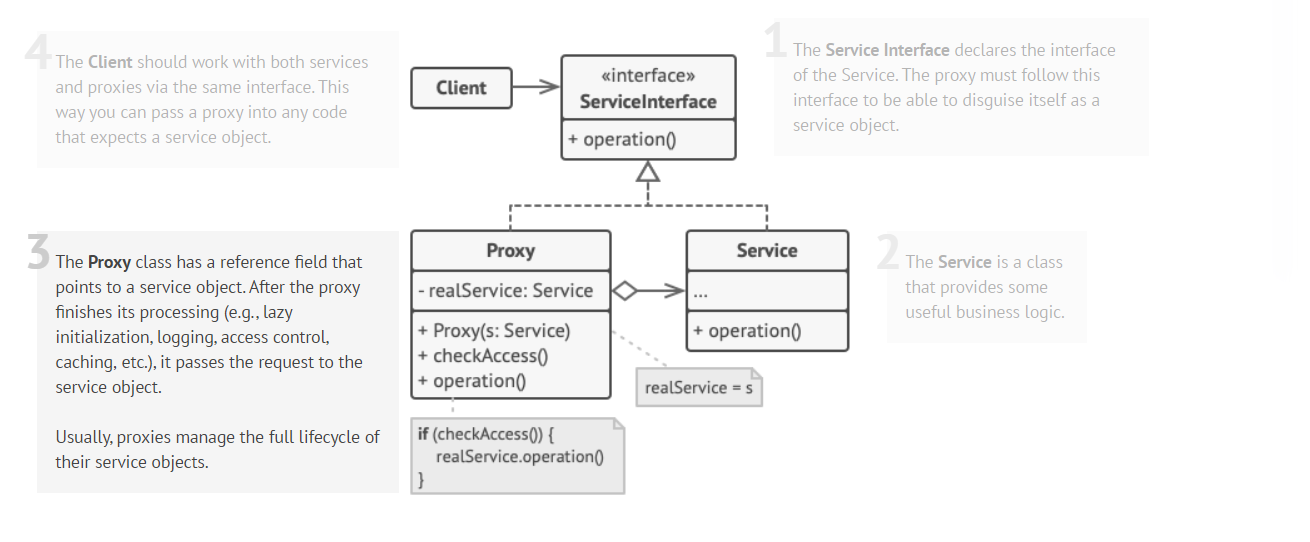 4
The Client should work with both services
and proxies via the same interface. This
way you can pass a proxy into any code
that expects a service object.
Client
«interface»
ServiceInterface
+ operation()
1
The Service Interface declares the interface
of the Service. The proxy must follow this
interface to be able to disguise itself as a
service object.
3
The Proxy class has a reference field that
points to a service object. After the proxy
finishes its processing (e.g., lazy
initialization, logging, access control,
caching, etc.), it passes the request to the
service object.
Usually, proxies manage the full lifecycle of
their service objects.
Proxy
- realService: Service
+ Proxy(s: Service)
+ checkAccess()
+ operation()
if (checkAccess()) {
realService.operation()
}
realService = s
Service
...
+ operation()
2
The Service is a class
that provides some
useful business logic.